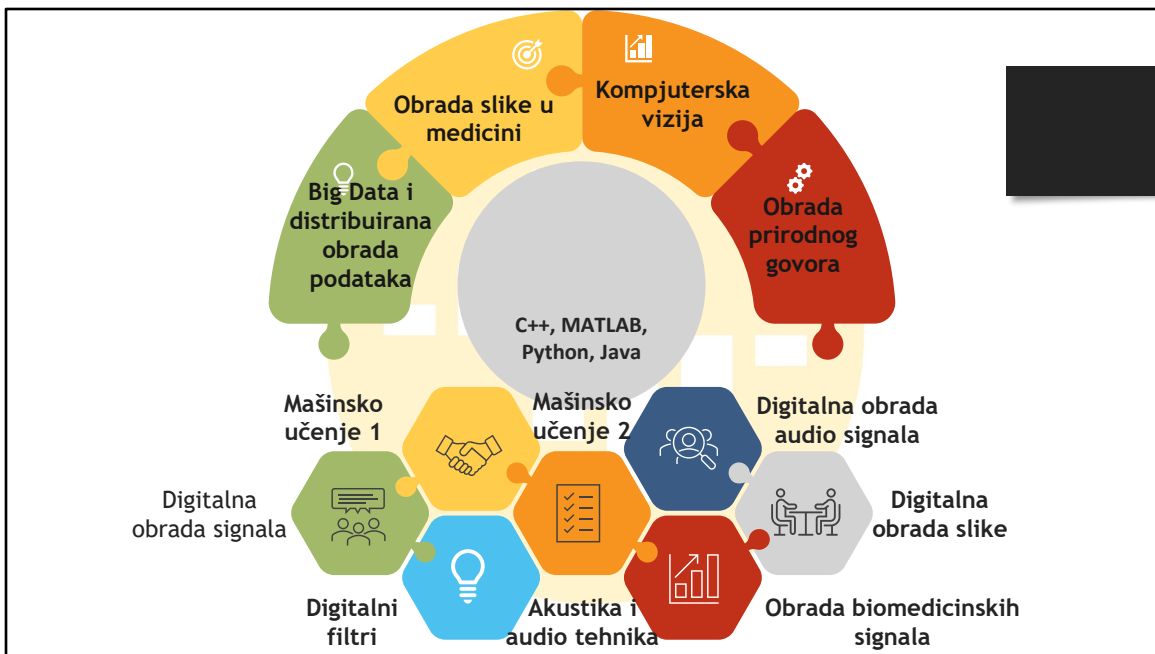 Obrada slike u
medicini
Kompjuterska
vizija
Big Data i
distribuirana
obrada
podataka
Obrada
prirodnog
govora
C++, MATLAB,
Python, Java
Mašinsko
učenje 1
Mašinsko
učenje 2
Digitalna obrada
audio signala
Digitalna
obrada signala
Digitalna
obrada slike
Digitalni
filtri
Akustika i
audio tehnika
Obrada biomedicinskih
signala